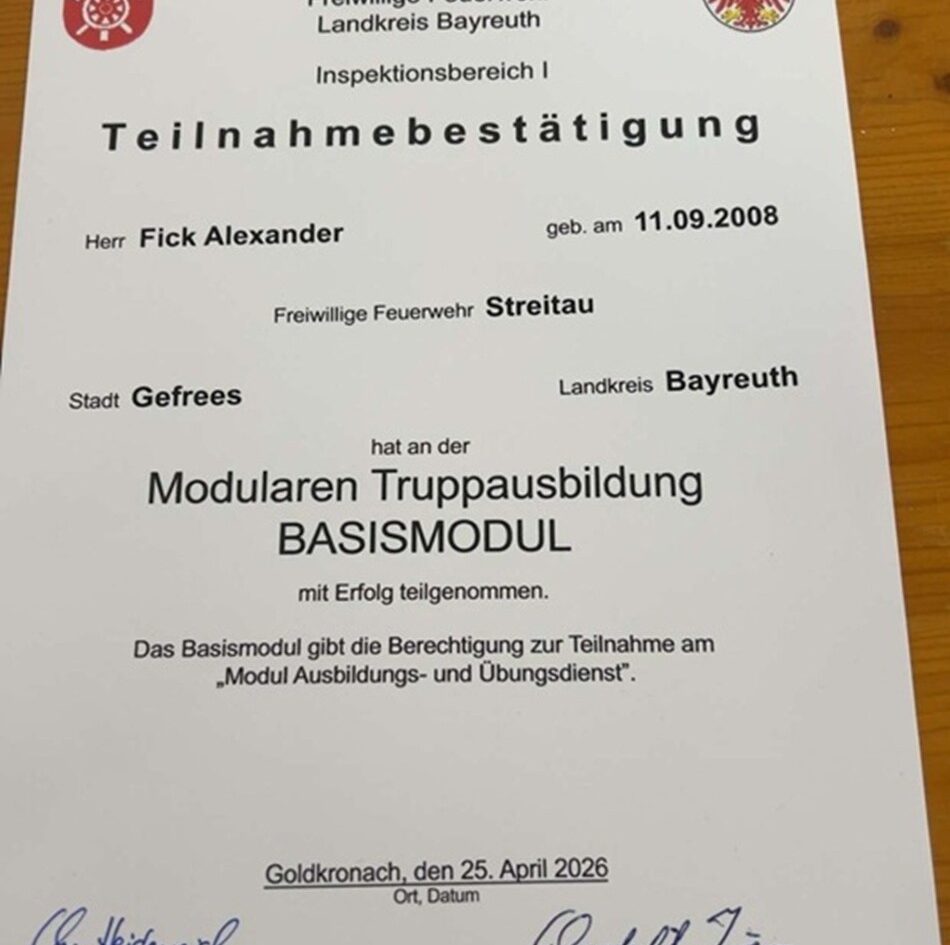 Landkreis Bayreuth
Inspektionsbereich I
Teilnahmebestätigung
Herr Fick Alexander geb. am 11.09.2008
Freiwillige Feuerwehr Streitau
Stadt Gefrees Landkreis Bayreuth
hat an der
Modularen Truppausbildung
BASISMODUL
mit Erfolg teilgenommen.
Das Basismodul gibt die Berechtigung zur Teilnahme am
„Modul Ausbildungs- und Übungsdienst”.
Goldkronach, den 25. April 2026
Ort, Datum